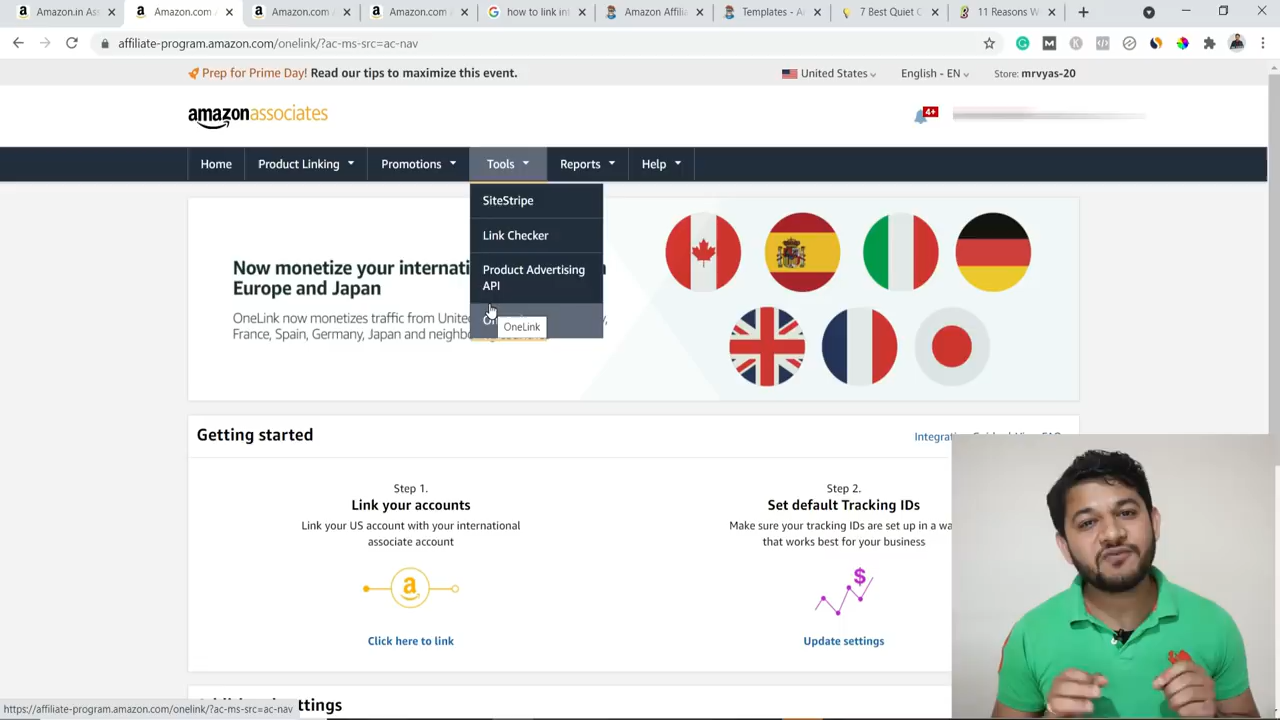 Amazon.in As
Amazon.com
Amazon.com
Amazon.com
how to link in
Amazon Affilia
Templates - A
7 Best Quiet
11 Reasons W
affiliate-program.amazon.com/onelink/?ac-ms-src=ac-nav
Prep for Prime Day! Read our tips to maximize this event.
United States
English - EN
Store: mrvyas-20
amazonassociates
4+
Home
Product Linking
Promotions
Tools
Reports
Help
SiteStripe
Link Checker
Product Advertising
API
OneLink
Now monetize your internati
Europe and Japan
OneLink now monetizes traffic from United
France, Spain, Germany, Japan and neighb
Getting started
Step 1.
Link your accounts
Link your US account with your international
associate account
Click here to link
Step 2.
Set default Tracking IDs
Make sure your tracking IDs are set up in a wa
that works best for your business
Update settings
https://affiliate-program.amazon.com/onelink/?ac-ms-src=ac-nav
ttings